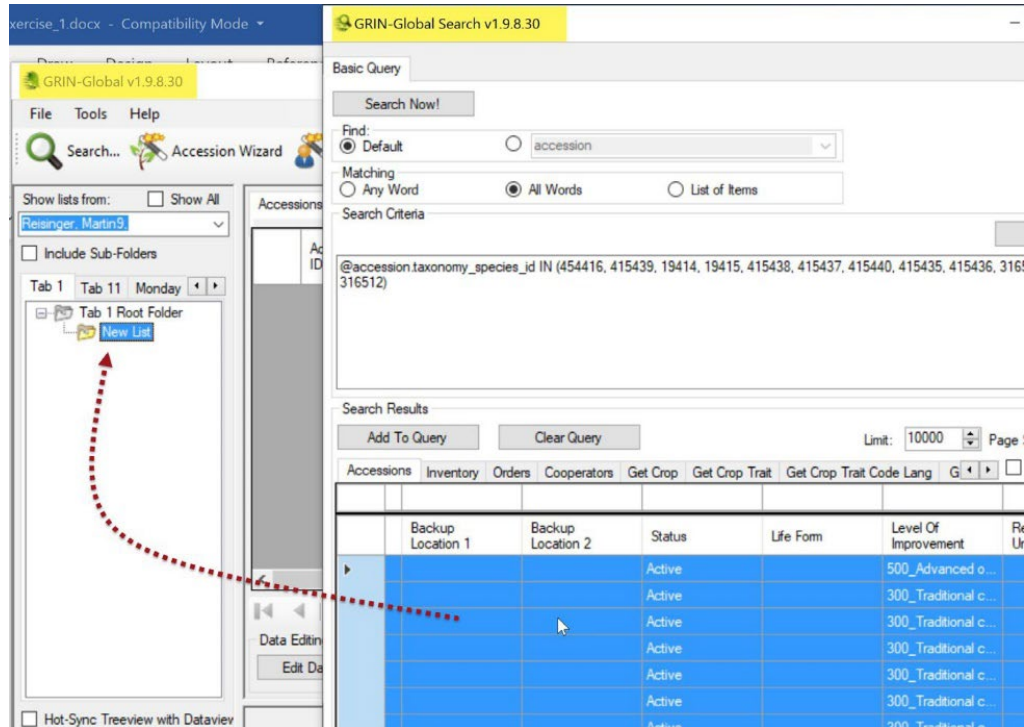 xercise_1.docx - Compatibility Mode
GRIN-Global v1.9.8.30
File Tools Help
Search... Accession Wizard
Show lists from: Show All
Reisinger, Martin9,
Include Sub-Folders
Tab 1 Tab 11 Monday
Tab 1 Root Folder
New List
Hot-Sync Treeview with Dataview
Accessions
Data Editin
Edit Da
GRIN-Global Search v1.9.8.30
Basic Query
Search Now!
Find:
Default accession
Matching
Any Word All Words List of Items
Search Criteria
@accession.taxonomy_species_id IN (454416, 415439, 19414, 19415, 415438, 415437, 415440, 415435, 415436, 3165
316512)
Search Results
Add To Query Clear Query Limit: 10000 Page
Accessions Inventory Orders Cooperators Get Crop Get Crop Trait Get Crop Trait Code Lang G
Backup Backup Status Life Form Level Of Re
Location 1 Location 2 Improvement Ur
Active 500_Advanced o...
Active 300_Traditional c...
Active 300_Traditional c...
Active 300_Traditional c...
Active 300_Traditional c...
Active 300_Traditional c...